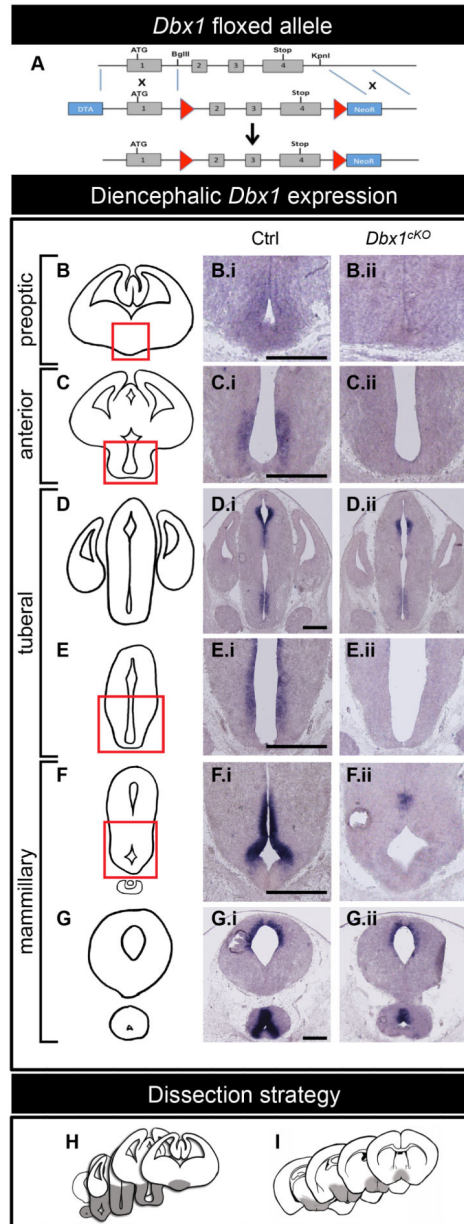 Dbx1 floxed allele
A
ATG BglII Stop KpnI
1 2 3 4
X X
ATG Stop
DTA 1 2 3 4 NeoR
ATG Stop
1 2 3 4 NeoR
Diencephalic Dbx1 expression
Ctrl Dbx1cKO
preoptic
B B.i B.ii
anterior
C C.i C.ii
tuberal
D D.i D.ii
E E.i E.ii
mammillary
F F.i F.ii
G G.i G.ii
Dissection strategy
H I